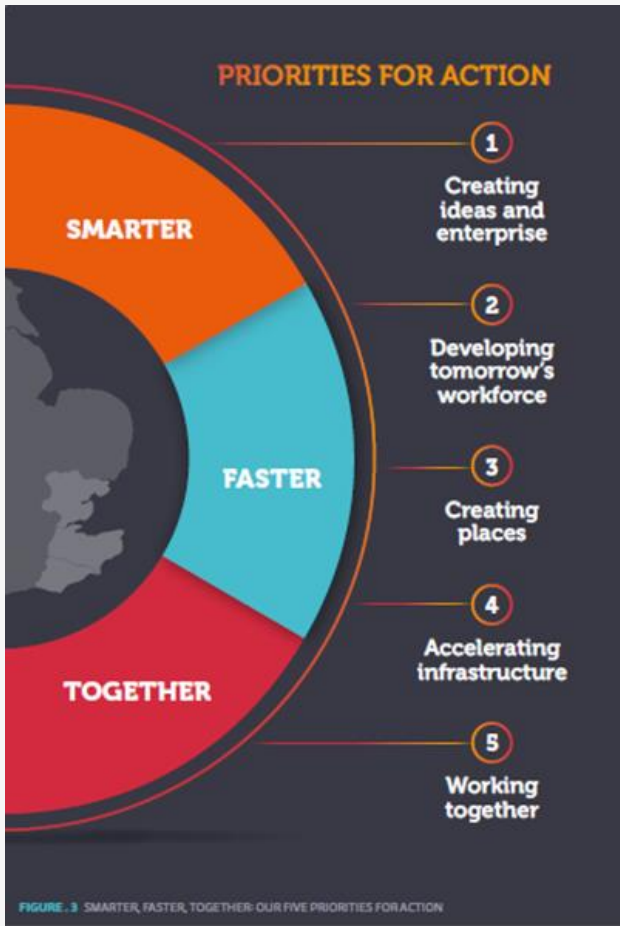 PRIORITIES FOR ACTION
1
Creating
ideas and
enterprise
SMARTER
2
Developing
tomorrow's
workforce
FASTER
3
Creating
places
4
Accelerating
infrastructure
TOGETHER
5
Working
together
FIGURE . 3 SMARTER, FASTER, TOGETHER: OUR FIVE PRIORITIES FOR ACTION